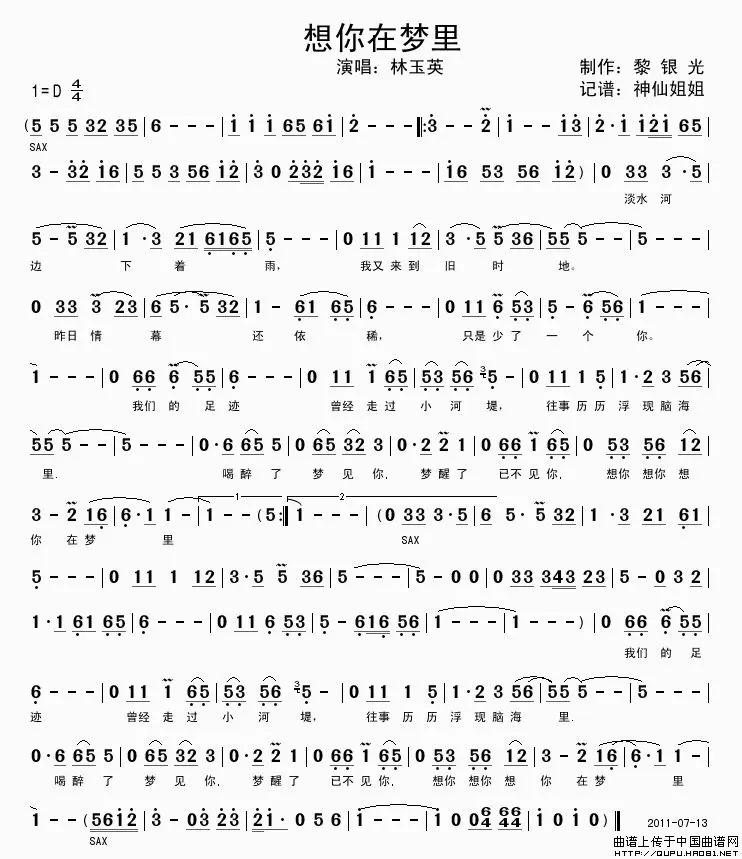 想你在梦里
演唱：林玉英
制作：黎 银 光
1=D 4/4
记谱：神仙姐姐
(5 5 5 32 35 | 6 - - - | i i i 65 6i | 2 - - - |: 3 - - 2 | 1 - - - i3 | 2· i i2i 65 |
SAX
3 - 32 i6 | 5 5 3 56 i2 | 3 0 232 i6 | 1 - - - | i6 53 56 i2 ) | 0 33 3 · 5 |
淡水 河
5 - 5 32 | 1 · 3 21 6165 | 5 - - - | 0 11 1 12 | 3 · 5 5 36 | 55 5 - - |
边 下 着 雨， 我又 来 到 旧 时 地。
0 33 3 23 | 6 5 · 5 32 | 1 - 61 65 | 6 - - - | 0 11 6 53 | 5 - 6 56 | 1 - - - |
昨日 情 幕 还 依 稀， 只是 少 了 一 个 你。
1 - - - | 0 66 6 55 | 6 - - - | 0 11 1 65 | 53 56 3 5 - | 0 11 1 5 | 1 · 2 3 56 |
我们 的 足 迹 曾经 走 过 小 河 堤， 往事 历 历 浮 现 脑 海
55 5 - - | 5 - - - | 0 · 6 65 5 | 0 65 32 3 | 0 · 2 2 1 | 0 66 1 65 | 0 53 56 12 |
里. 喝 醉 了 梦 见 你， 梦 醒 了 已不 见 你， 想你 想你 想
3 - 2 16 | 6 · 1 1 - | 1. 1 - - (5 :| 2. 1 - - - | (0 33 3 · 5 | 6 5 · 5 32 | 1 · 3 21 61 |
你 在 梦 里 SAX
5 - - - | 0 11 1 12 | 3 · 5 5 36 | 5 - - - | 5 - 0 0 | 0 33 343 23 | 5 - 0 3 2 |
1 · 1 61 65 | 6 - - - | 0 11 6 53 | 5 - 616 56 | 1 - - - | 1 - - - ) | 0 66 6 55 |
我们 的 足
6 - - - | 0 11 1 65 | 53 56 3 5 - | 0 11 1 5 | 1 · 2 3 56 | 55 5 - - |
迹 曾经 走 过 小 河 堤， 往事 历 历 浮 现 脑 海 里.
0 · 6 65 5 | 0 65 32 3 | 0 · 2 2 1 | 0 66 1 65 | 0 53 56 12 | 3 - 2 16 | 6 · 1 1 - |
喝 醉 了 梦 见 你， 梦 醒 了 已不 见 你， 想你 想你 想 你 在 梦 里
1 - - (56i2 | 3 - 03 23 | 2i · 0 5 6 | i - - - | i 0 0 66/4 66/44 | i 0 i 0 ) ‖ 2011-07-13
SAX
曲谱上传于中国曲谱网
HTTP://QUPU.HAO81.NET